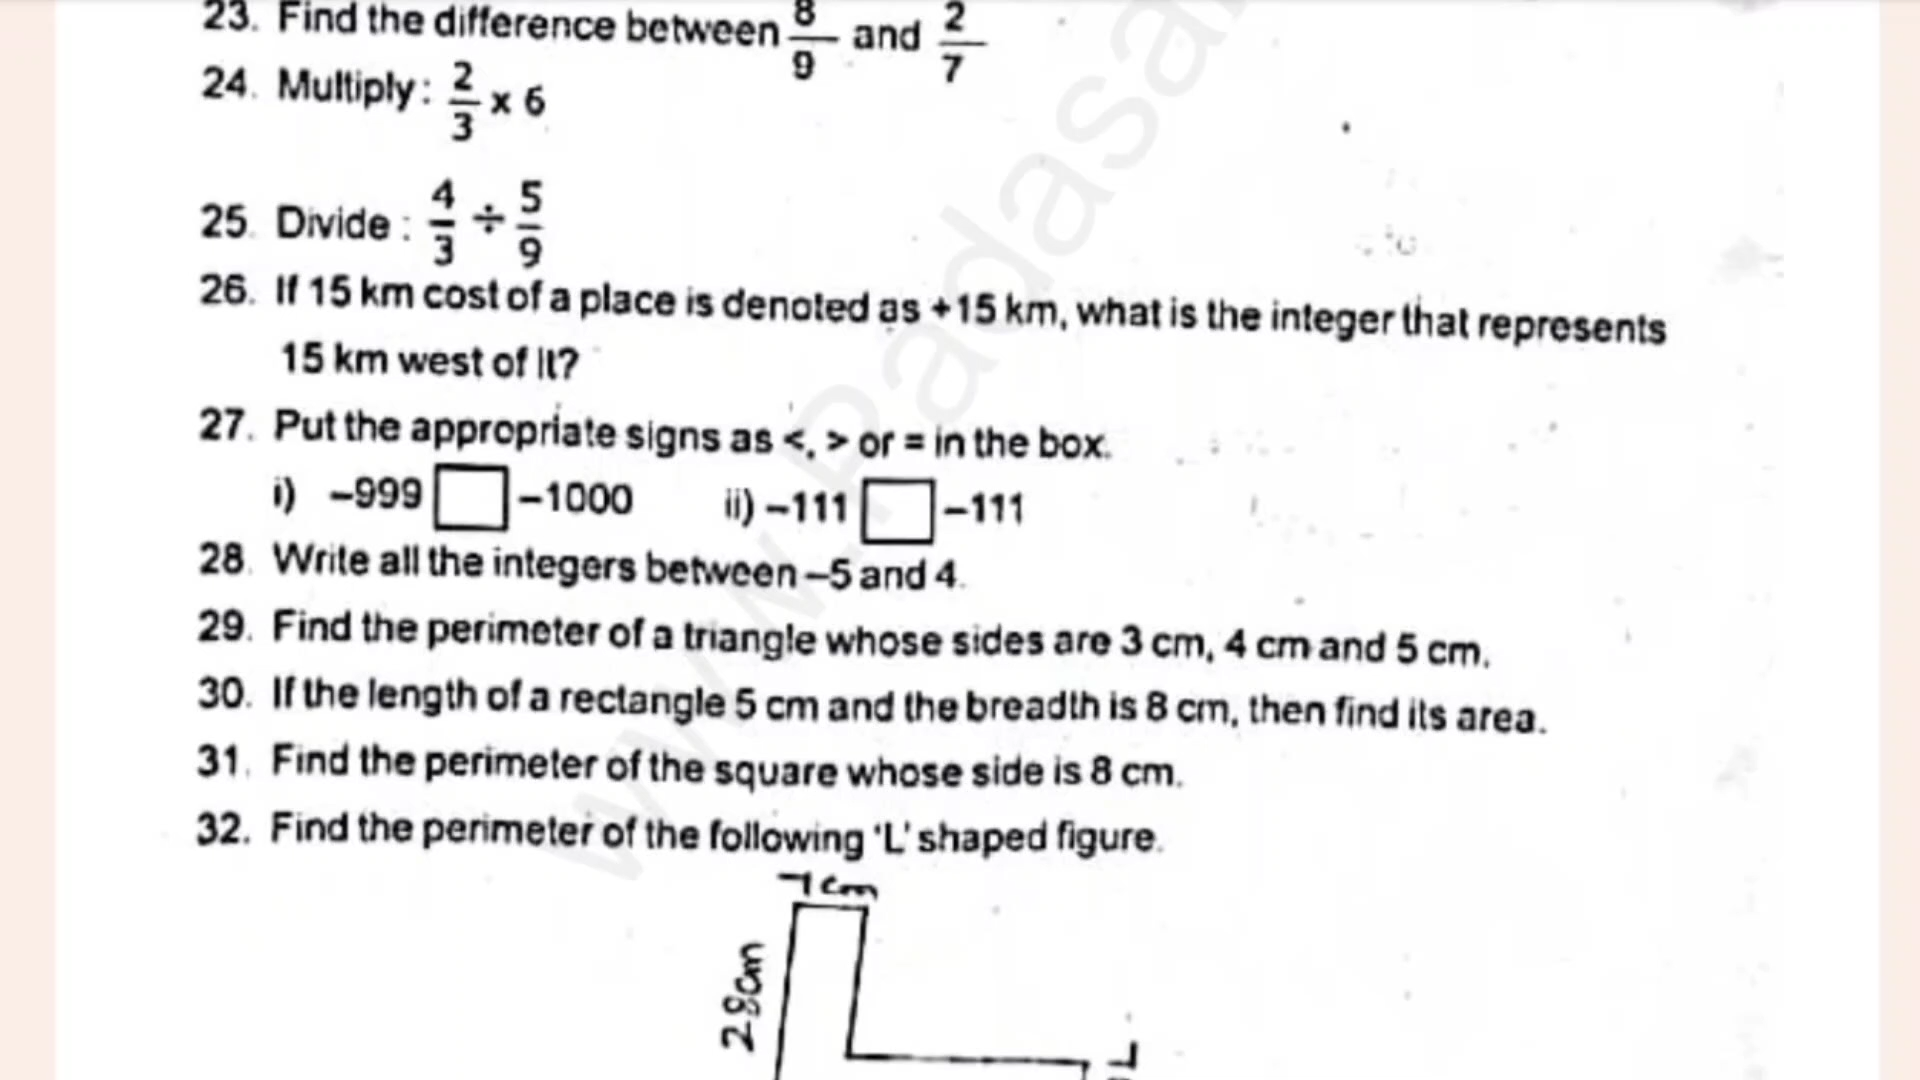 23. Find the difference between 8/9 and 2/7
24. Multiply : 2/3 x 6
25. Divide : 4/3 ÷ 5/9
26. If 15 km cost of a place is denoted as +15 km, what is the integer that represents
15 km west of it?
27. Put the appropriate signs as <, > or = in the box.
i) –999 –1000 ii) –111 –111
28. Write all the integers between –5 and 4.
29. Find the perimeter of a triangle whose sides are 3 cm, 4 cm and 5 cm.
30. If the length of a rectangle 5 cm and the breadth is 8 cm, then find its area.
31. Find the perimeter of the square whose side is 8 cm.
32. Find the perimeter of the following 'L' shaped figure.
7cm
28cm